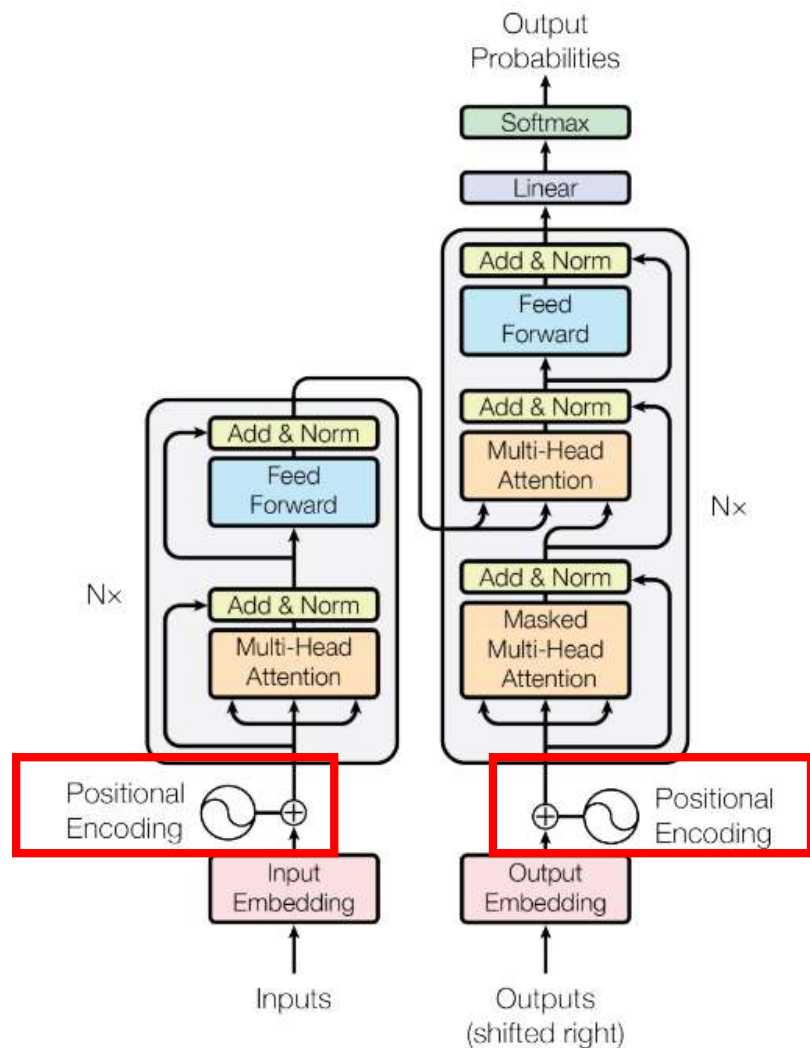 Output
Probabilities
Softmax
Linear
Add & Norm
Feed
Forward
Add & Norm
Multi-Head
Attention
Add & Norm
Masked
Multi-Head
Attention
Nx
Add & Norm
Feed
Forward
Add & Norm
Multi-Head
Attention
Nx
Positional
Encoding
Positional
Encoding
Input
Embedding
Output
Embedding
Inputs
Outputs
(shifted right)